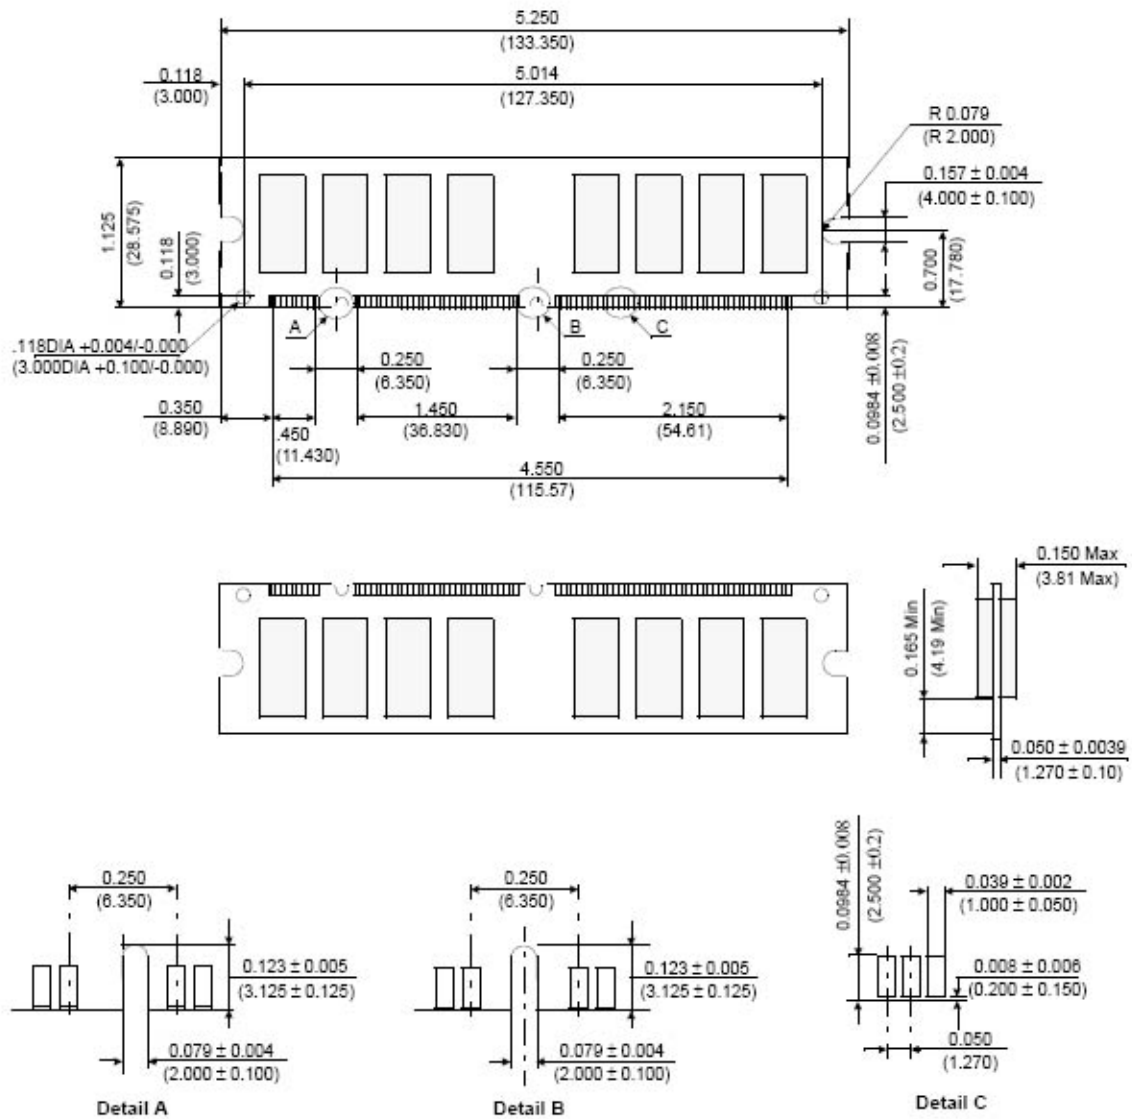 5.250
(133.350)
0.118
(3.000)
5.014
(127.350)
R 0.079
(R 2.000)
0.157 ± 0.004
(4.000 ± 0.100)
1.125
(28.575)
0.118
(3.000)
0.700
(17.780)
A
B
C
.118DIA +0.004/-0.000
(3.000DIA +0.100/-0.000)
0.250
(6.350)
0.250
(6.350)
0.0984 ±0.008
(2.500 ±0.2)
0.350
(8.890)
.450
(11.430)
1.450
(36.830)
2.150
(54.61)
4.550
(115.57)
0.150 Max
(3.81 Max)
0.165 Min
(4.19 Min)
0.050 ± 0.0039
(1.270 ± 0.10)
0.250
(6.350)
0.123 ± 0.005
(3.125 ± 0.125)
0.079 ± 0.004
(2.000 ± 0.100)
Detail A
0.250
(6.350)
0.123 ± 0.005
(3.125 ± 0.125)
0.079 ± 0.004
(2.000 ± 0.100)
Detail B
0.0984 ±0.008
(2.500 ±0.2)
0.039 ± 0.002
(1.000 ± 0.050)
0.008 ± 0.006
(0.200 ± 0.150)
0.050
(1.270)
Detail C